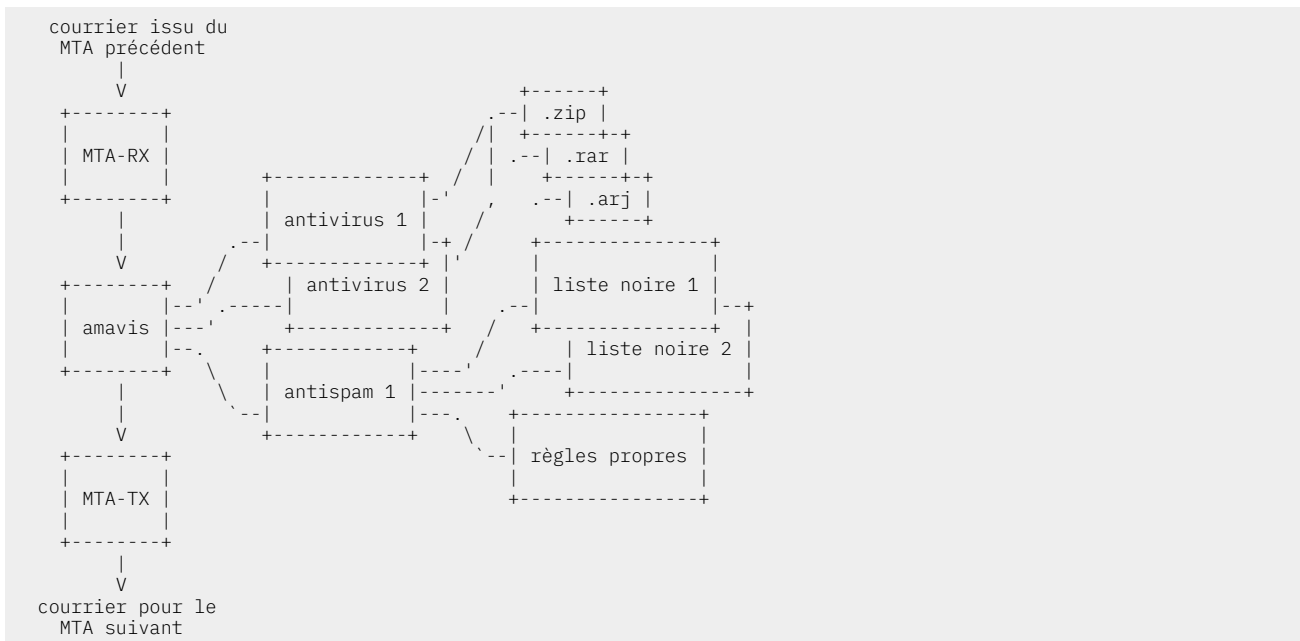 courrier issu du
MTA précédent
V
.zip
MTA-RX
.rar
.arj
antivirus 1
V
antivirus 2
liste noire 1
amavis
liste noire 2
antispam 1
V
règles propres
MTA-TX
V
courrier pour le
MTA suivant